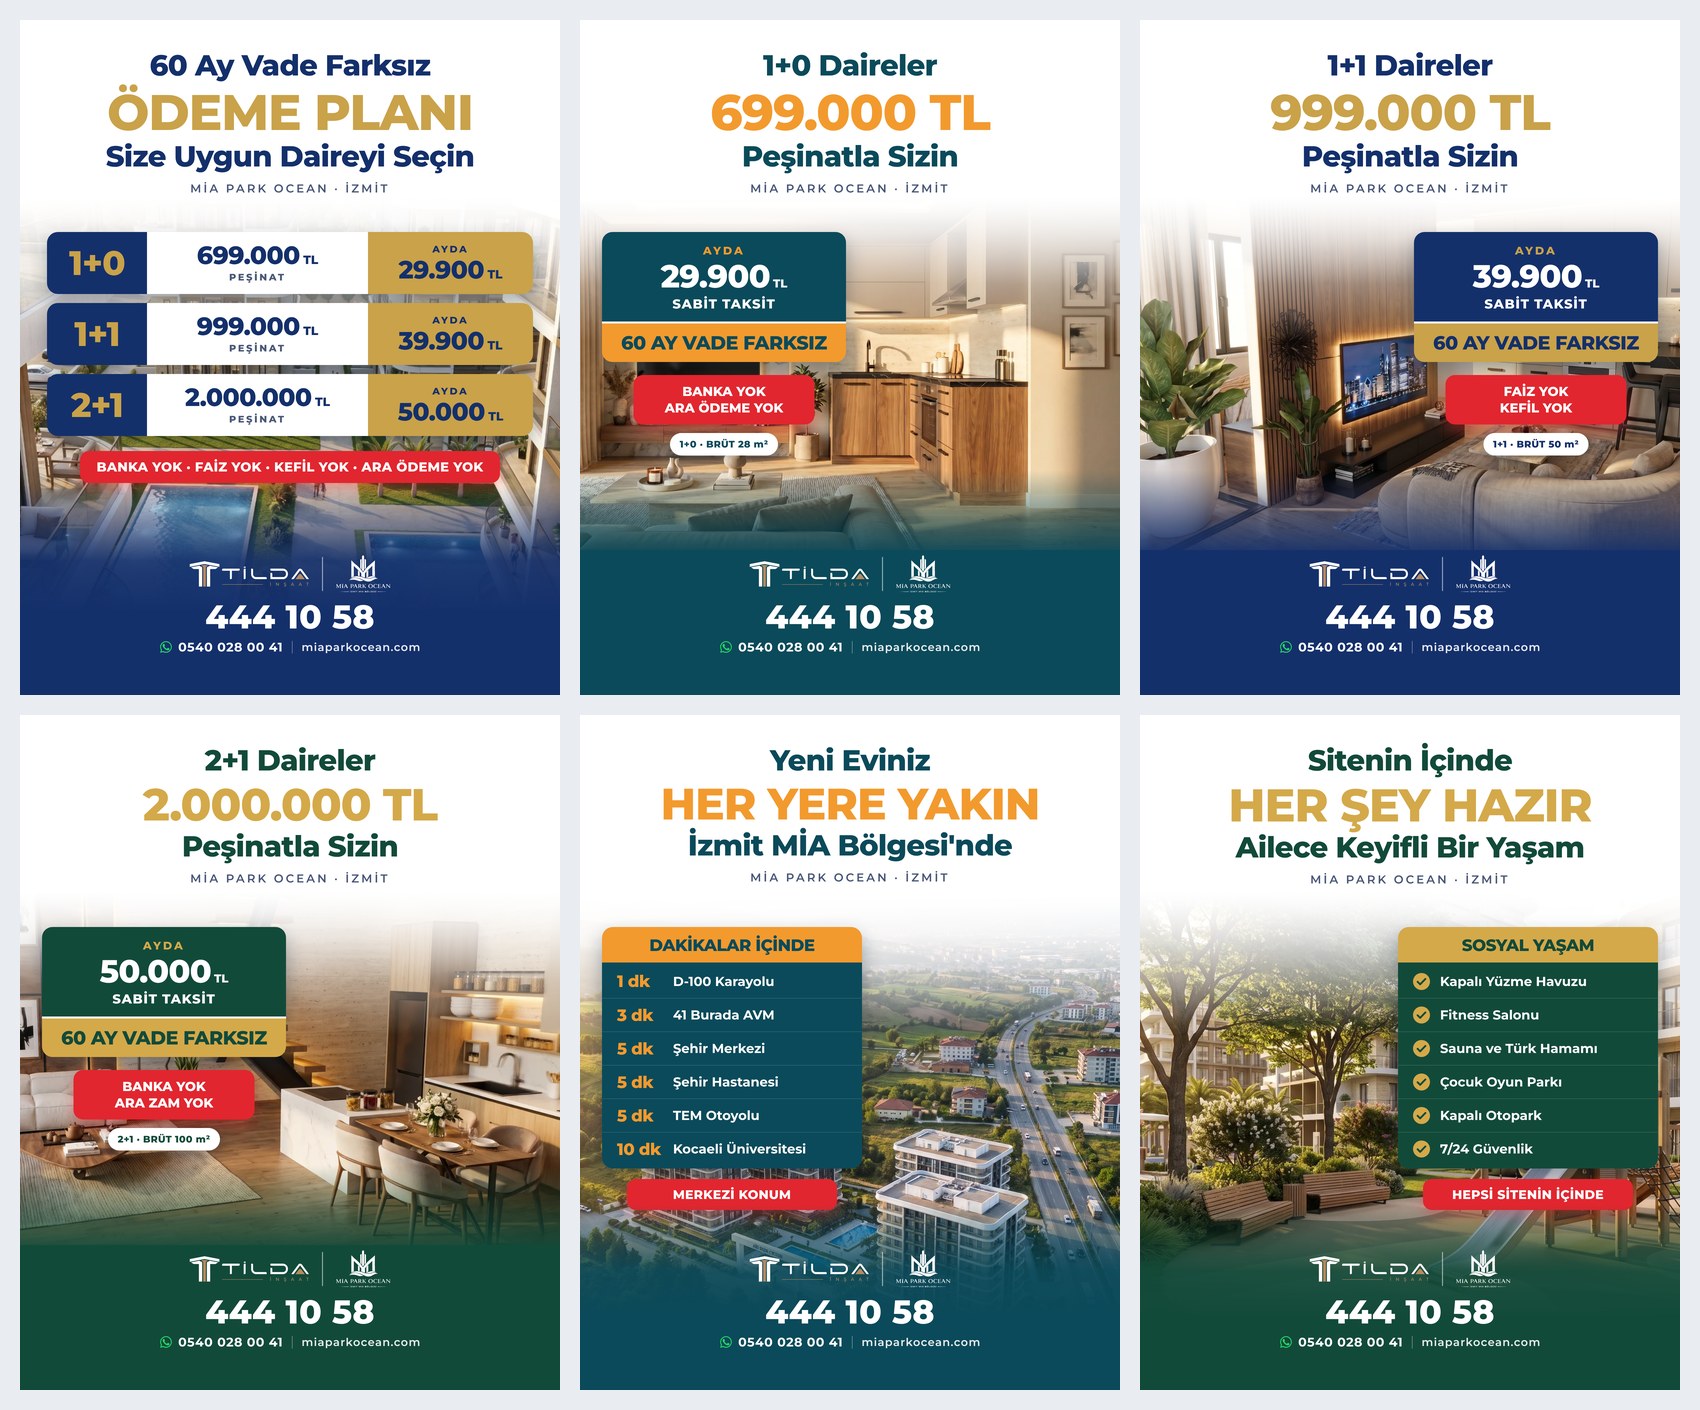 60 Ay Vade Farksız
ÖDEME PLANI
Size Uygun Daireyi Seçin
MİA PARK OCEAN · İZMİT
1+0
699.000 TL
PEŞİNAT
AYDA
29.900 TL
1+1
999.000 TL
PEŞİNAT
AYDA
39.900 TL
2+1
2.000.000 TL
PEŞİNAT
AYDA
50.000 TL
BANKA YOK · FAİZ YOK · KEFİL YOK · ARA ÖDEME YOK
TİLDA
İNŞAAT
MIA PARK OCEAN
444 10 58
0540 028 00 41 | miaparkocean.com
1+0 Daireler
699.000 TL
Peşinatla Sizin
MİA PARK OCEAN · İZMİT
AYDA
29.900 TL
SABİT TAKSİT
60 AY VADE FARKSIZ
BANKA YOK
ARA ÖDEME YOK
1+0 · BRÜT 28 m²
TİLDA
İNŞAAT
MIA PARK OCEAN
444 10 58
0540 028 00 41 | miaparkocean.com
1+1 Daireler
999.000 TL
Peşinatla Sizin
MİA PARK OCEAN · İZMİT
AYDA
39.900 TL
SABİT TAKSİT
60 AY VADE FARKSIZ
FAİZ YOK
KEFİL YOK
1+1 · BRÜT 50 m²
TİLDA
İNŞAAT
MIA PARK OCEAN
444 10 58
0540 028 00 41 | miaparkocean.com
2+1 Daireler
2.000.000 TL
Peşinatla Sizin
MİA PARK OCEAN · İZMİT
AYDA
50.000 TL
SABİT TAKSİT
60 AY VADE FARKSIZ
BANKA YOK
ARA ZAM YOK
2+1 · BRÜT 100 m²
TİLDA
İNŞAAT
MIA PARK OCEAN
444 10 58
0540 028 00 41 | miaparkocean.com
Yeni Eviniz
HER YERE YAKIN
İzmit MİA Bölgesi'nde
MİA PARK OCEAN · İZMİT
DAKİKALAR İÇİNDE
1 dk D-100 Karayolu
3 dk 41 Burada AVM
5 dk Şehir Merkezi
5 dk Şehir Hastanesi
5 dk TEM Otoyolu
10 dk Kocaeli Üniversitesi
MERKEZİ KONUM
TİLDA
İNŞAAT
MIA PARK OCEAN
444 10 58
0540 028 00 41 | miaparkocean.com
Sitenin İçinde
HER ŞEY HAZIR
Ailece Keyifli Bir Yaşam
MİA PARK OCEAN · İZMİT
SOSYAL YAŞAM
Kapalı Yüzme Havuzu
Fitness Salonu
Sauna ve Türk Hamamı
Çocuk Oyun Parkı
Kapalı Otopark
7/24 Güvenlik
HEPSİ SİTENİN İÇİNDE
TİLDA
İNŞAAT
MIA PARK OCEAN
444 10 58
0540 028 00 41 | miaparkocean.com